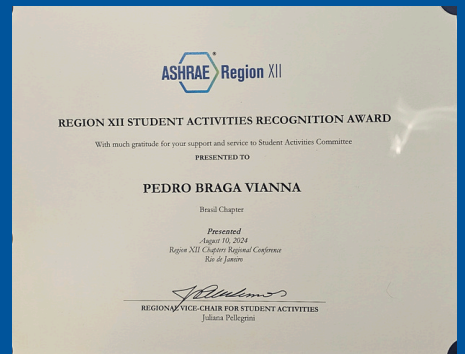 ASHRAE Region XII
REGION XII STUDENT ACTIVITIES RECOGNITION AWARD
With much gratitude for your support and service to Student Activities Committee
PRESENTED TO
PEDRO BRAGA VIANNA
Brasil Chapter
Presented
August 10, 2024
Region XII Chapters Regional Conference
Rio de Janeiro
REGIONAL VICE-CHAIR FOR STUDENT ACTIVITIES
Juliana Pellegrini